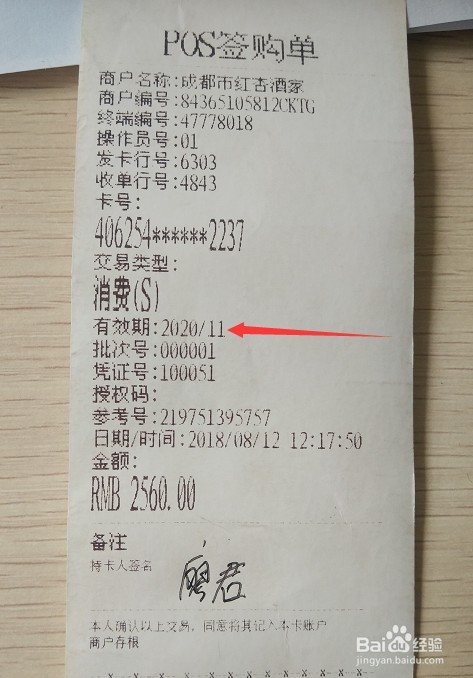 POS签购单
商户名称:成都市红杏酒家
商户编号:84365105812CKTG
终端编号:47778018
操作员号:01
发卡行号:6303
收单行号:4843
卡号:
406254******2237
交易类型:
消费(S)
有效期:2020/11
批次号:000001
凭证号:100051
授权码:
参考号:219751395757
日期/时间:2018/08/12 12:17:50
金额:
RMB 2560.00
备注
持卡人签名
君
本人确认以上交易,同意将其记入本卡账户
商户存根
--x--x--x--x--x--x--x--x--x--
Baidu经验
jingyan.baidu.com